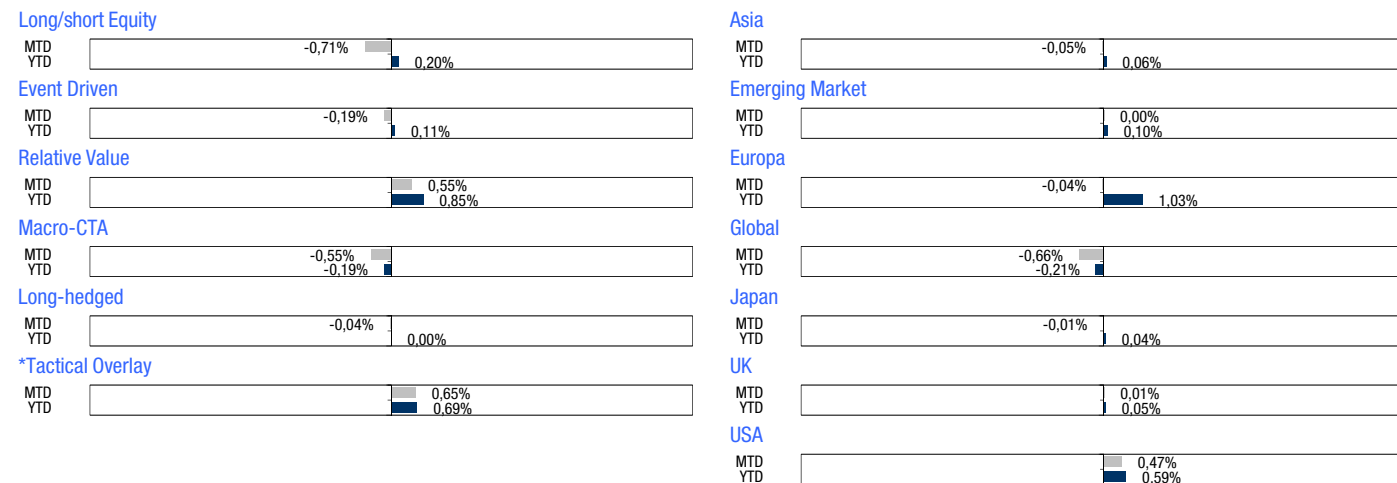 Long/short Equity
MTD -0,71%
YTD 0,20%
Event Driven
MTD -0,19%
YTD 0,11%
Relative Value
MTD 0,55%
YTD 0,85%
Macro-CTA
MTD -0,55%
YTD -0,19%
Long-hedged
MTD -0,04%
YTD 0,00%
*Tactical Overlay
MTD 0,65%
YTD 0,69%
Asia
MTD -0,05%
YTD 0,06%
Emerging Market
MTD 0,00%
YTD 0,10%
Europa
MTD -0,04%
YTD 1,03%
Global
MTD -0,66%
YTD -0,21%
Japan
MTD -0,01%
YTD 0,04%
UK
MTD 0,01%
YTD 0,05%
USA
MTD 0,47%
YTD 0,59%